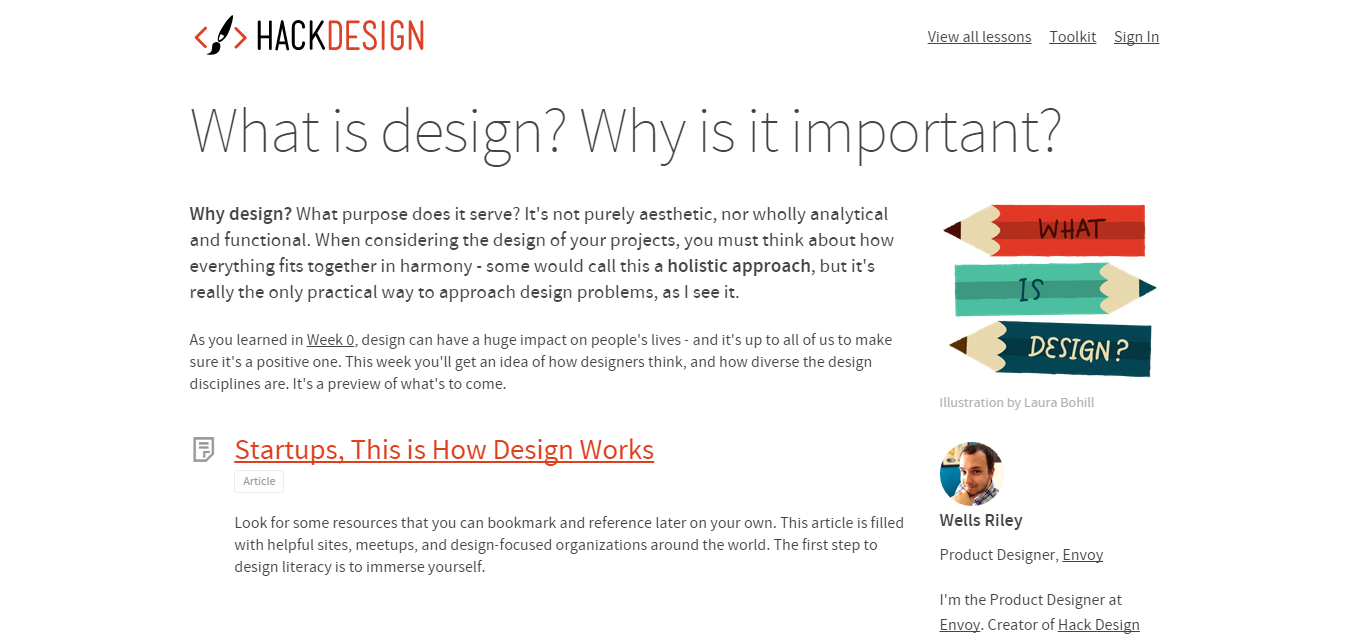 HACKDESIGN
View all lessons Toolkit Sign In
What is design? Why is it important?
Why design? What purpose does it serve? It's not purely aesthetic, nor wholly analytical
and functional. When considering the design of your projects, you must think about how
everything fits together in harmony - some would call this a holistic approach, but it's
really the only practical way to approach design problems, as I see it.
As you learned in Week 0, design can have a huge impact on people's lives - and it's up to all of us to make
sure it's a positive one. This week you'll get an idea of how designers think, and how diverse the design
disciplines are. It's a preview of what's to come.
Startups, This is How Design Works
Article
Look for some resources that you can bookmark and reference later on your own. This article is filled
with helpful sites, meetups, and design-focused organizations around the world. The first step to
design literacy is to immerse yourself.
WHAT
IS
DESIGN?
Illustration by Laura Bohill
Wells Riley
Product Designer, Envoy
I'm the Product Designer at
Envoy. Creator of Hack Design